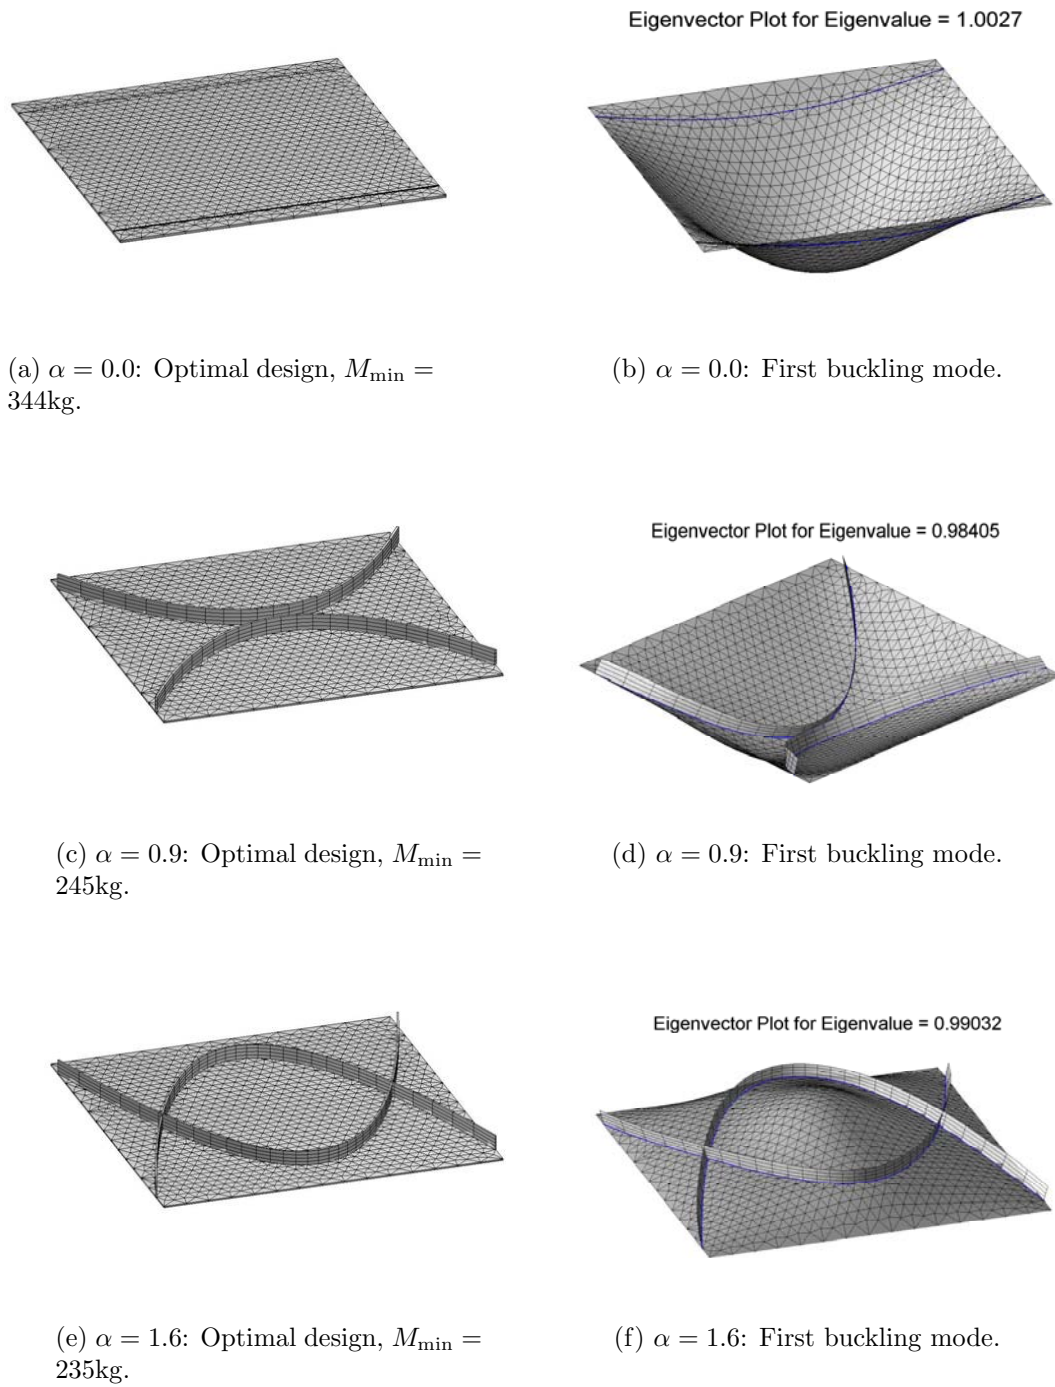 Eigenvector Plot for Eigenvalue = 1.0027
(a) α = 0.0: Optimal design, M_min =
344kg.
(b) α = 0.0: First buckling mode.
Eigenvector Plot for Eigenvalue = 0.98405
(c) α = 0.9: Optimal design, M_min =
245kg.
(d) α = 0.9: First buckling mode.
Eigenvector Plot for Eigenvalue = 0.99032
(e) α = 1.6: Optimal design, M_min =
235kg.
(f) α = 1.6: First buckling mode.